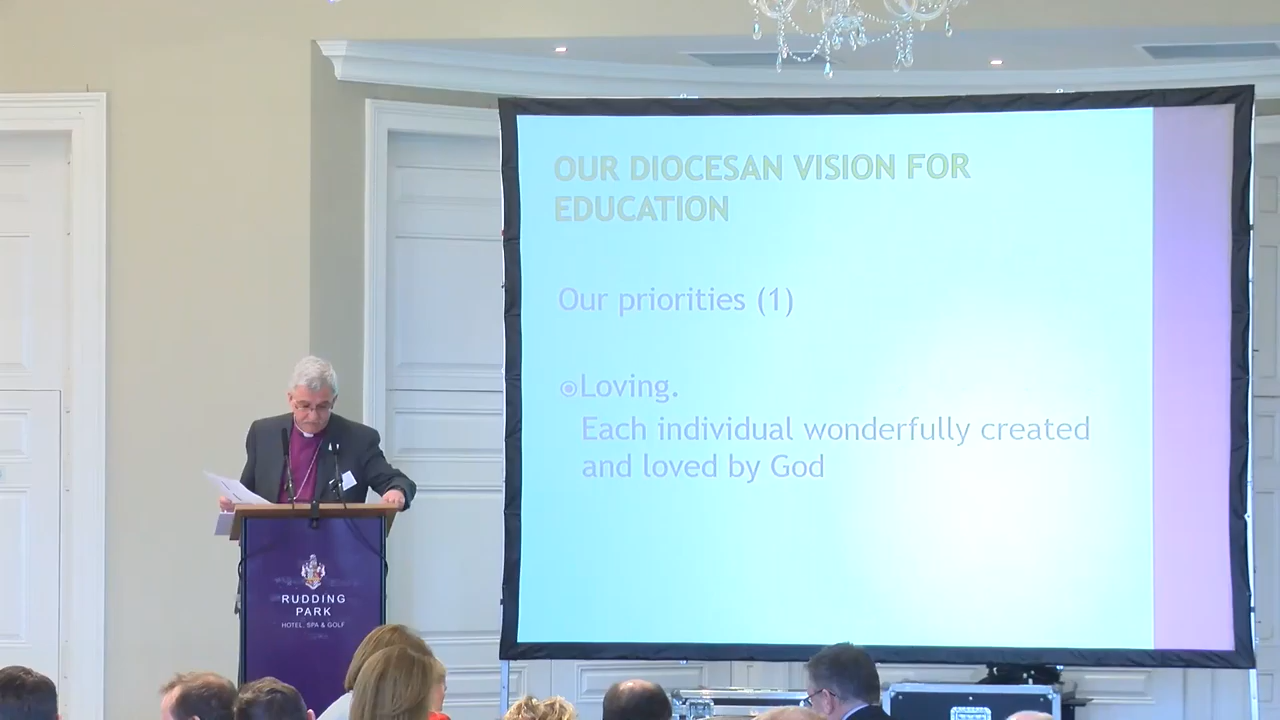 OUR DIOCESAN VISION FOR
EDUCATION
Our priorities (1)
Loving.
Each individual wonderfully created
and loved by God
RUDDING
PARK
HOTEL, SPA & GOLF